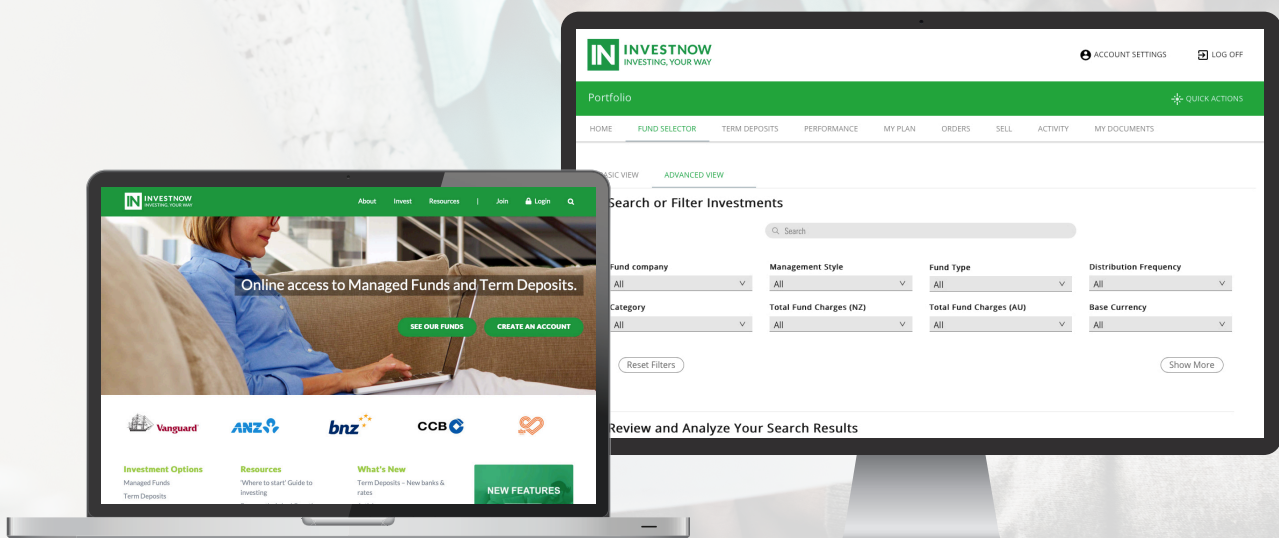 IN INVESTNOW
INVESTING, YOUR WAY
ACCOUNT SETTINGS
LOG OFF
Portfolio
QUICK ACTIONS
HOME FUND SELECTOR TERM DEPOSITS PERFORMANCE MY PLAN ORDERS SELL ACTIVITY MY DOCUMENTS
ASIC VIEW ADVANCED VIEW
Search or Filter Investments
Search
Fund company Management Style Fund Type Distribution Frequency
All All All All
Category Total Fund Charges (NZ) Total Fund Charges (AU) Base Currency
All All All All
Reset Filters Show More
Review and Analyze Your Search Results
IN INVESTNOW
INVESTING, YOUR WAY
About Invest Resources | Join Login
Online access to Managed Funds and Term Deposits.
SEE OUR FUNDS CREATE AN ACCOUNT
Vanguard ANZ bnz CCB
Investment Options Resources What's New
Managed Funds 'Where to start' Guide to Term Deposits – New banks &
Term Deposits investing rates
NEW FEATURES